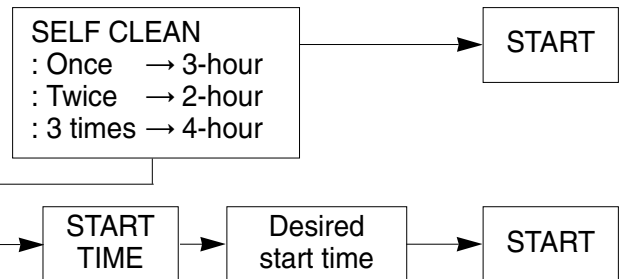 SELF CLEAN
: Once → 3-hour
: Twice → 2-hour
: 3 times → 4-hour
START
START
TIME
Desired
start time
START